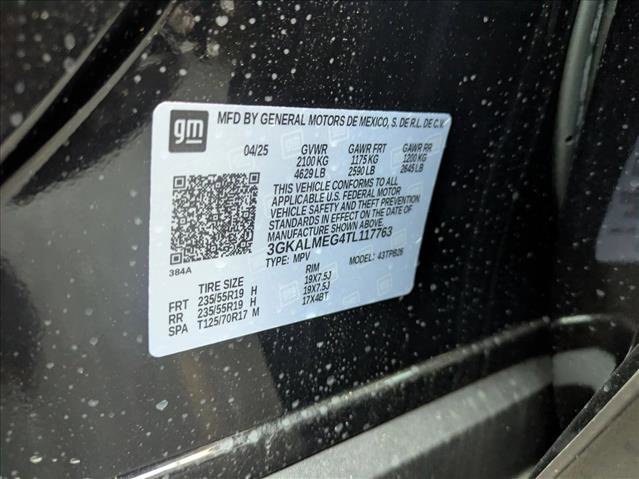 gm
MFD BY GENERAL MOTORS DE MEXICO, S. DE R.L. DE C.V.
04/25 GVWR GAWR FRT GAWR RR
2100 KG 1175 KG 1200 KG
4629 LB 2590 LB 2645 LB
THIS VEHICLE CONFORMS TO ALL
APPLICABLE U.S. FEDERAL MOTOR
VEHICLE SAFETY AND THEFT PREVENTION
STANDARDS IN EFFECT ON THE DATE
OF MANUFACTURE SHOWN ABOVE.
3GKALMEG4TL117763
384A TYPE: MPV MODEL: 43TPB26
TIRE SIZE RIM
FRT 235/55R19 H 19X7.5J
RR 235/55R19 H 19X7.5J
SPA T125/70R17 M 17X4BT